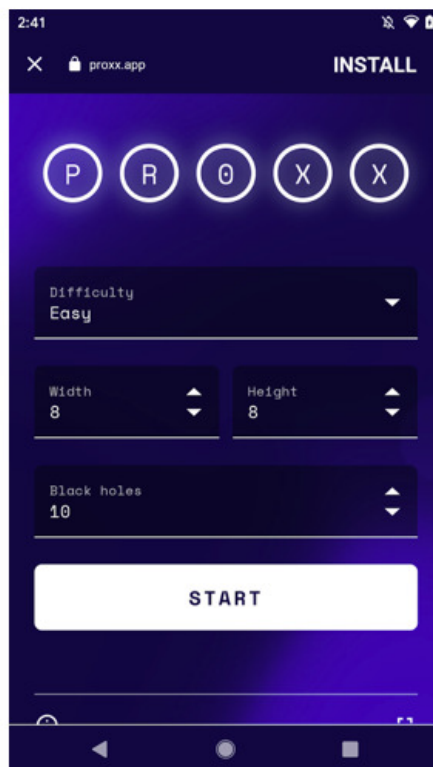 2:41
proxx.app INSTALL
P R 0 X X
Difficulty
Easy
Width Height
8 8
Black holes
10
START